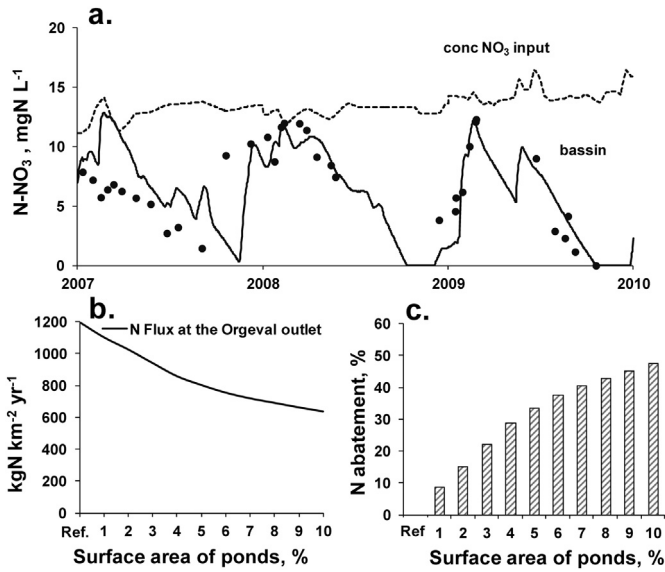 a.
20
15
10
5
0
N-NO3 , mgN L-1
conc NO3 input
bassin
2007
2008
2009
2010
b.
1200
1000
800
600
400
200
0
kgN km-2 yr-1
N Flux at the Orgeval outlet
Ref. 1 2 3 4 5 6 7 8 9 10
Surface area of ponds, %
c.
60
50
40
30
20
10
0
N abatement, %
Ref 1 2 3 4 5 6 7 8 9 10
Surface area of ponds, %